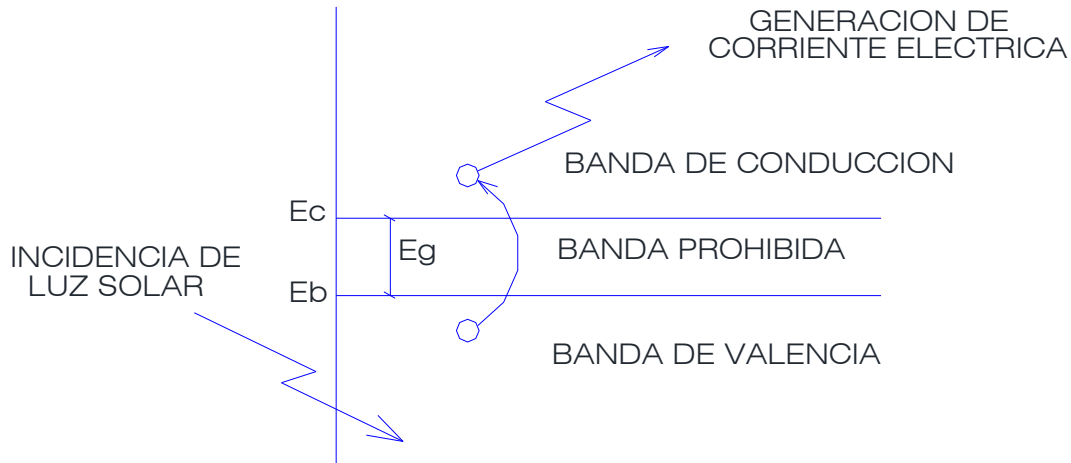 GENERACION DE
CORRIENTE ELECTRICA
BANDA DE CONDUCCION
Ec
INCIDENCIA DE
LUZ SOLAR
Eg
BANDA PROHIBIDA
Eb
BANDA DE VALENCIA